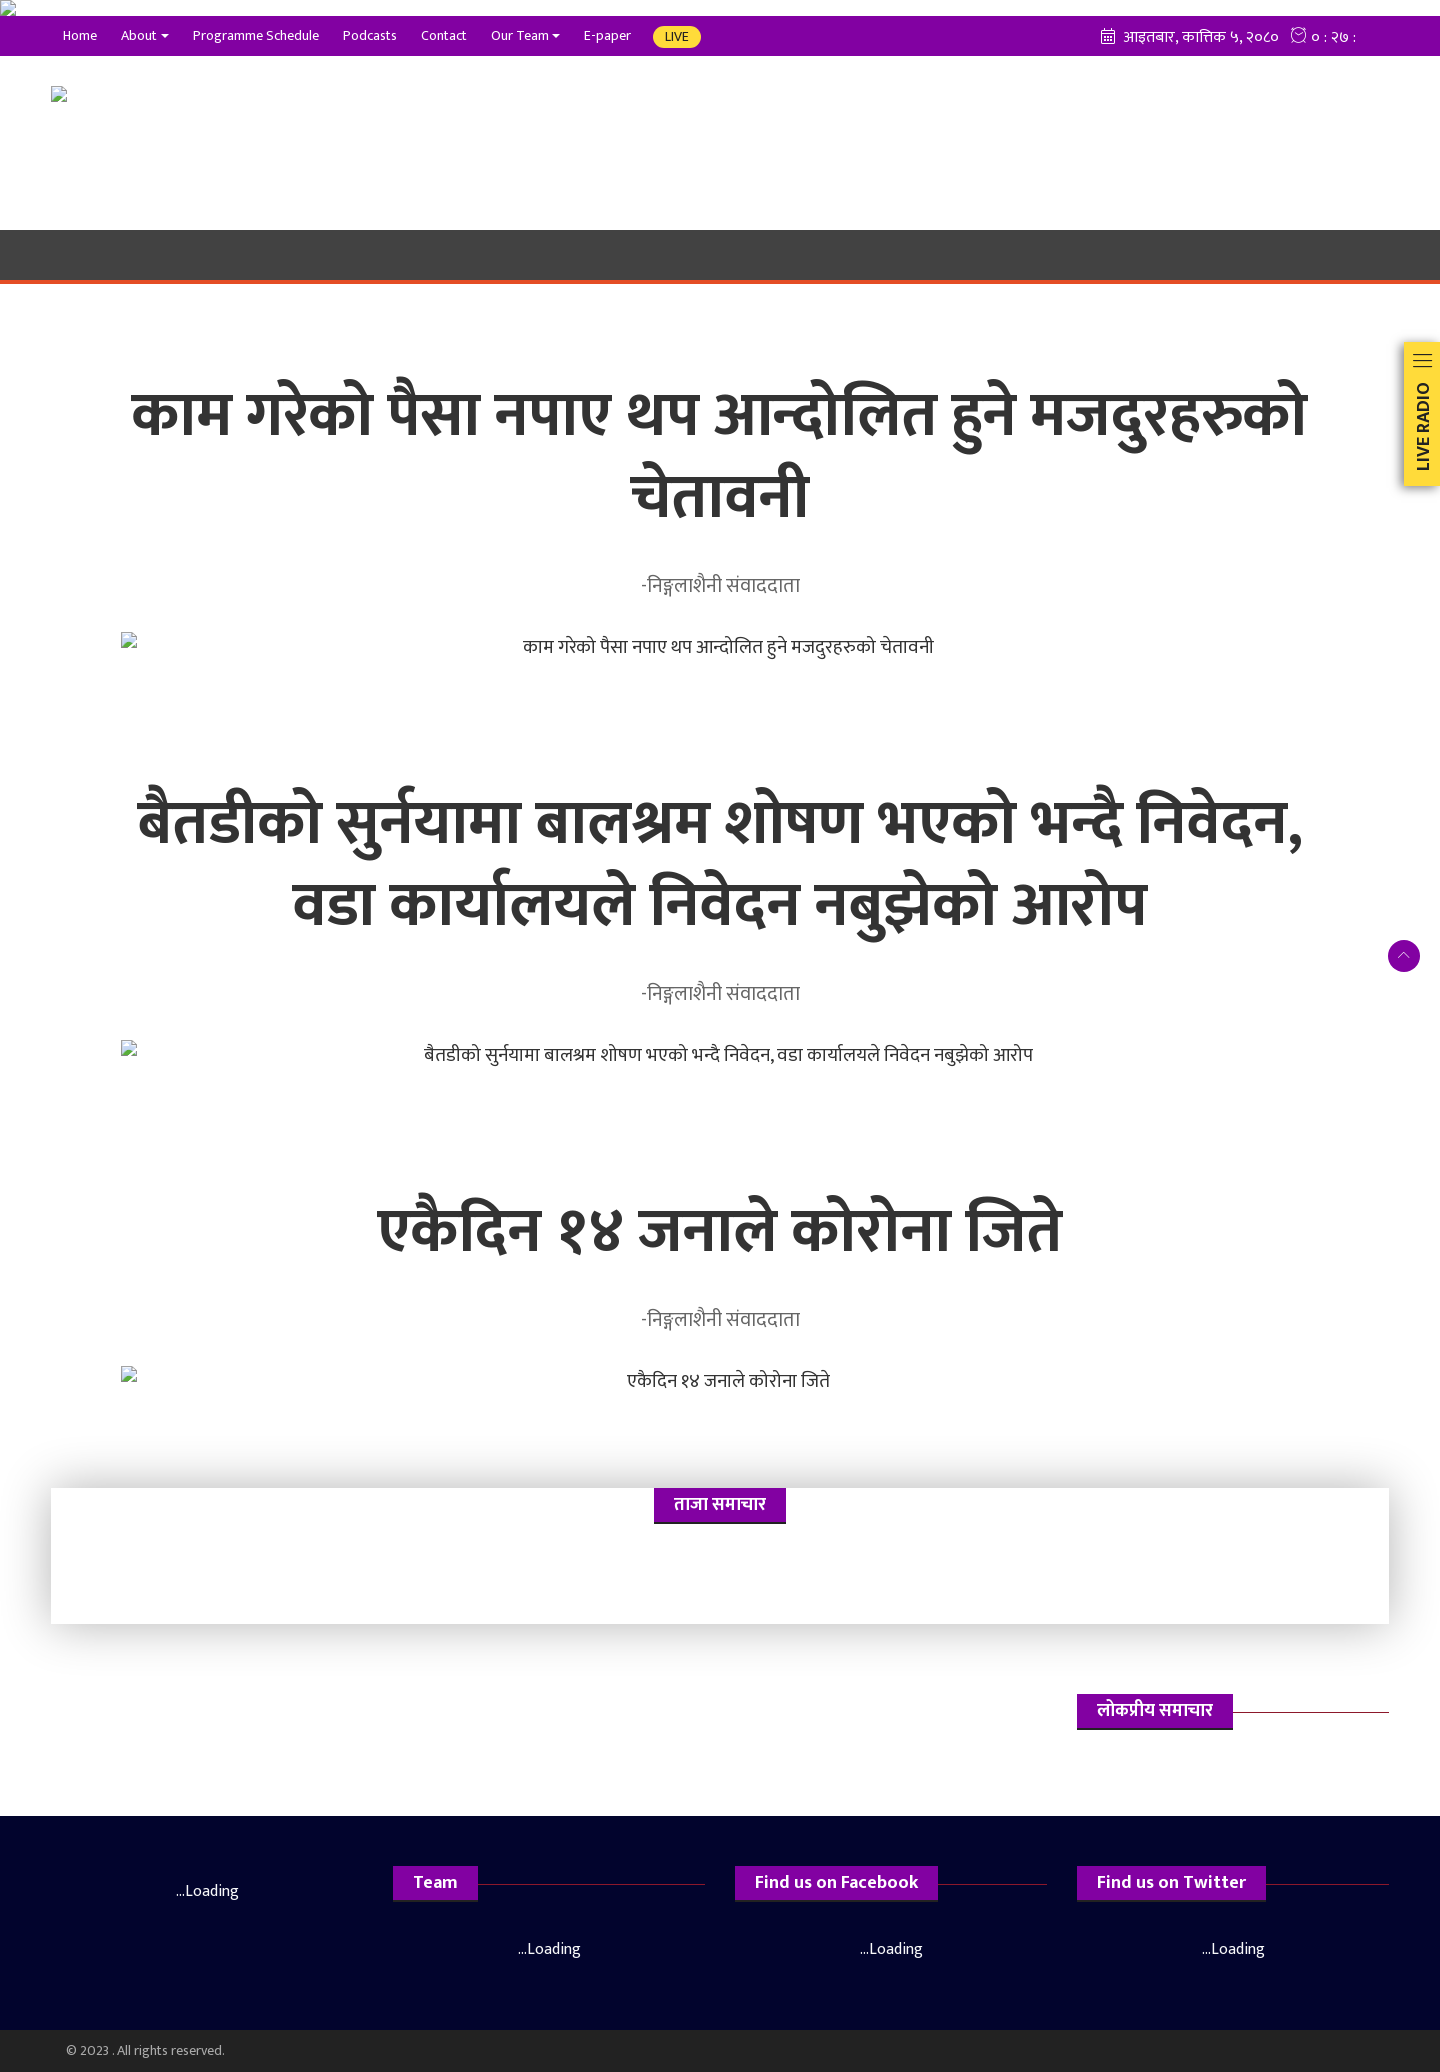 Home About Programme Schedule Podcasts Contact Our Team E-paper LIVE आइतबार, कात्तिक ५, २०८० ० : २७ :
LIVE RADIO
काम गरेको पैसा नपाए थप आन्दोलित हुने मजदुरहरुको
चेतावनी
-निङ्गलाशैनी संवाददाता
काम गरेको पैसा नपाए थप आन्दोलित हुने मजदुरहरुको चेतावनी
बैतडीको सुर्नयामा बालश्रम शोषण भएको भन्दै निवेदन,
वडा कार्यालयले निवेदन नबुझेको आरोप
-निङ्गलाशैनी संवाददाता
बैतडीको सुर्नयामा बालश्रम शोषण भएको भन्दै निवेदन, वडा कार्यालयले निवेदन नबुझेको आरोप
एकैदिन १४ जनाले कोरोना जिते
-निङ्गलाशैनी संवाददाता
एकैदिन १४ जनाले कोरोना जिते
ताजा समाचार
लोकप्रीय समाचार
...Loading
Team
...Loading
Find us on Facebook
...Loading
Find us on Twitter
...Loading
© 2023 . All rights reserved.